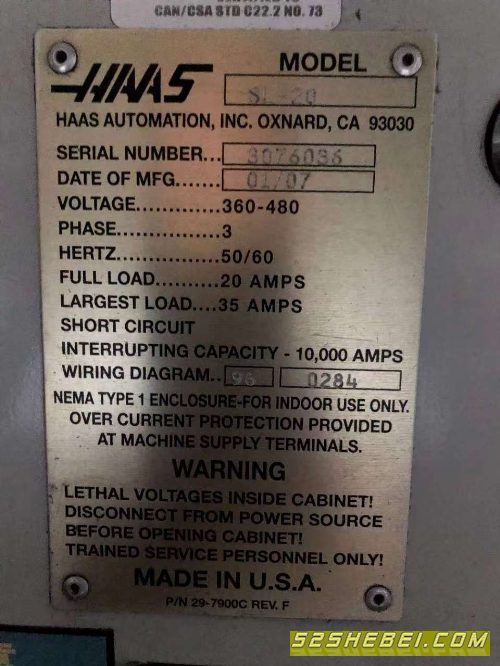 CAN/CSA STD C22.2 NO. 73
HAAS
MODEL
SL-20
HAAS AUTOMATION, INC. OXNARD, CA 93030
SERIAL NUMBER... 3076036
DATE OF MFG....... 01/07
VOLTAGE............360-480
PHASE................3
HERTZ................50/60
FULL LOAD..........20 AMPS
LARGEST LOAD....35 AMPS
SHORT CIRCUIT
INTERRUPTING CAPACITY - 10,000 AMPS
WIRING DIAGRAM.. 96 0284
NEMA TYPE 1 ENCLOSURE-FOR INDOOR USE ONLY.
OVER CURRENT PROTECTION PROVIDED
AT MACHINE SUPPLY TERMINALS.
WARNING
LETHAL VOLTAGES INSIDE CABINET!
DISCONNECT FROM POWER SOURCE
BEFORE OPENING CABINET!
TRAINED SERVICE PERSONNEL ONLY!
MADE IN U.S.A.
P/N 29-7900C REV. F
52SHEBEI.COM